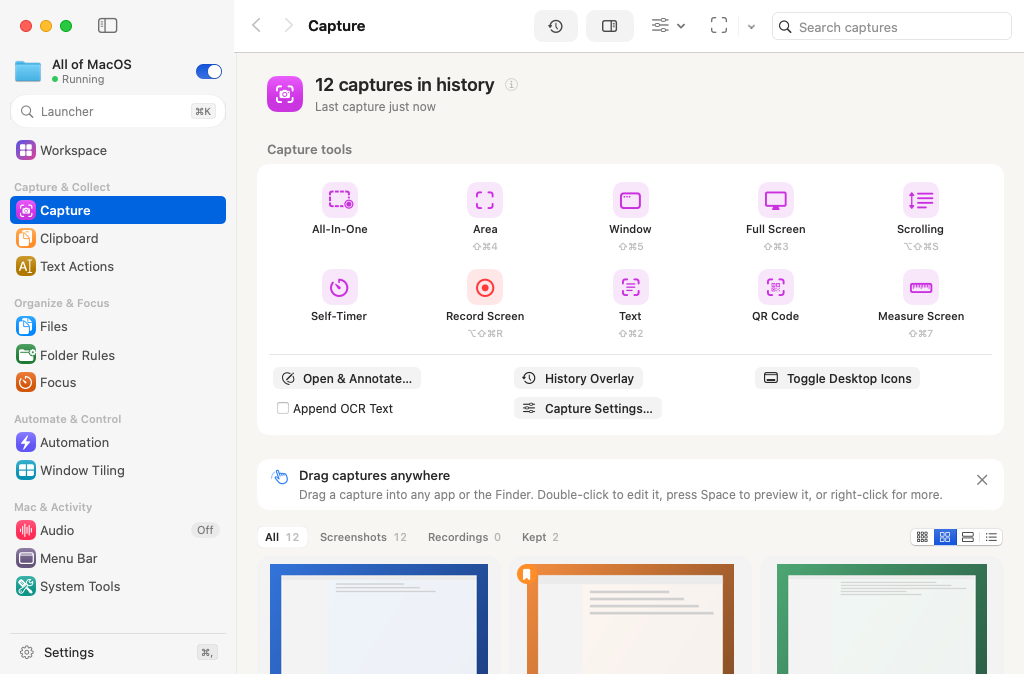 Capture
Search captures
All of MacOS
Running
Launcher
⌘K
Workspace
Capture & Collect
Capture
Clipboard
Text Actions
Organize & Focus
Files
Folder Rules
Focus
Automate & Control
Automation
Window Tiling
Mac & Activity
Audio
Off
Menu Bar
System Tools
Settings
⌘,
12 captures in history
Last capture just now
Capture tools
All-In-One
Area
Window
Full Screen
Scrolling
⇧⌘4
⇧⌘5
⇧⌘3
⌥⇧⌘S
Self-Timer
Record Screen
Text
QR Code
Measure Screen
⌥⇧⌘R
⇧⌘2
⇧⌘7
Open & Annotate...
History Overlay
Toggle Desktop Icons
Append OCR Text
Capture Settings...
Drag captures anywhere
Drag a capture into any app or the Finder. Double-click to edit it, press Space to preview it, or right-click for more.
All 12
Screenshots 12
Recordings 0
Kept 2